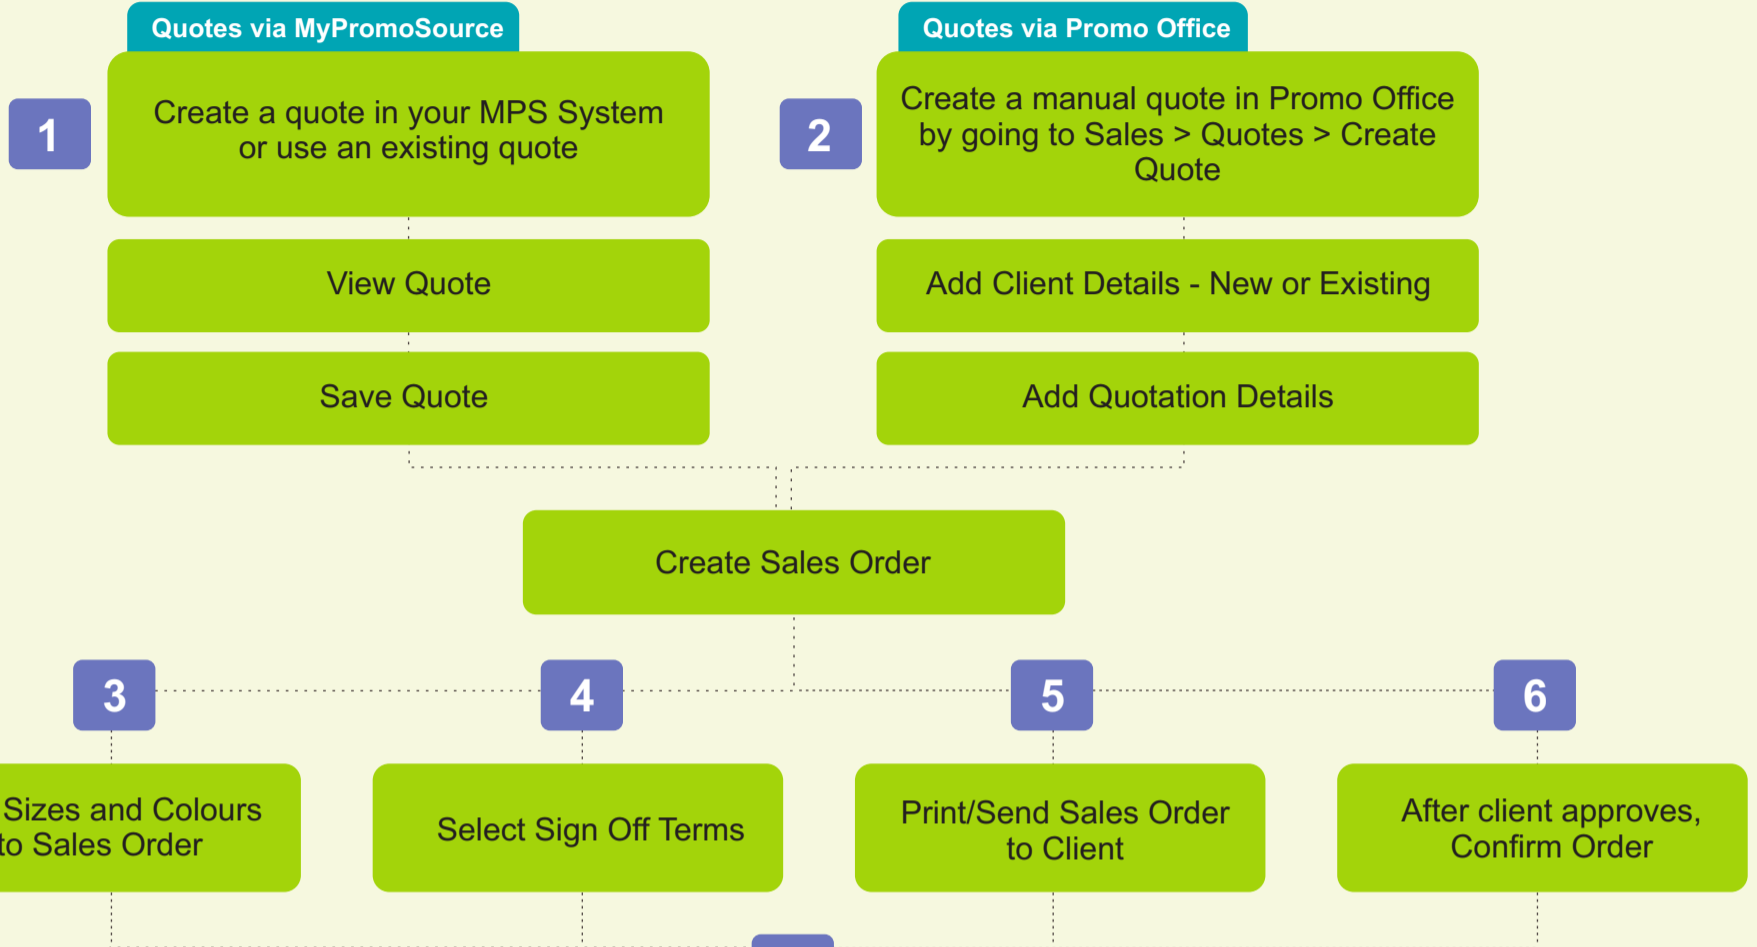 Quotes via MyPromoSource
1
Create a quote in your MPS System
or use an existing quote
View Quote
Save Quote
Quotes via Promo Office
2
Create a manual quote in Promo Office
by going to Sales > Quotes > Create
Quote
Add Client Details - New or Existing
Add Quotation Details
Create Sales Order
3
Sizes and Colours
to Sales Order
4
Select Sign Off Terms
5
Print/Send Sales Order
to Client
6
After client approves,
Confirm Order